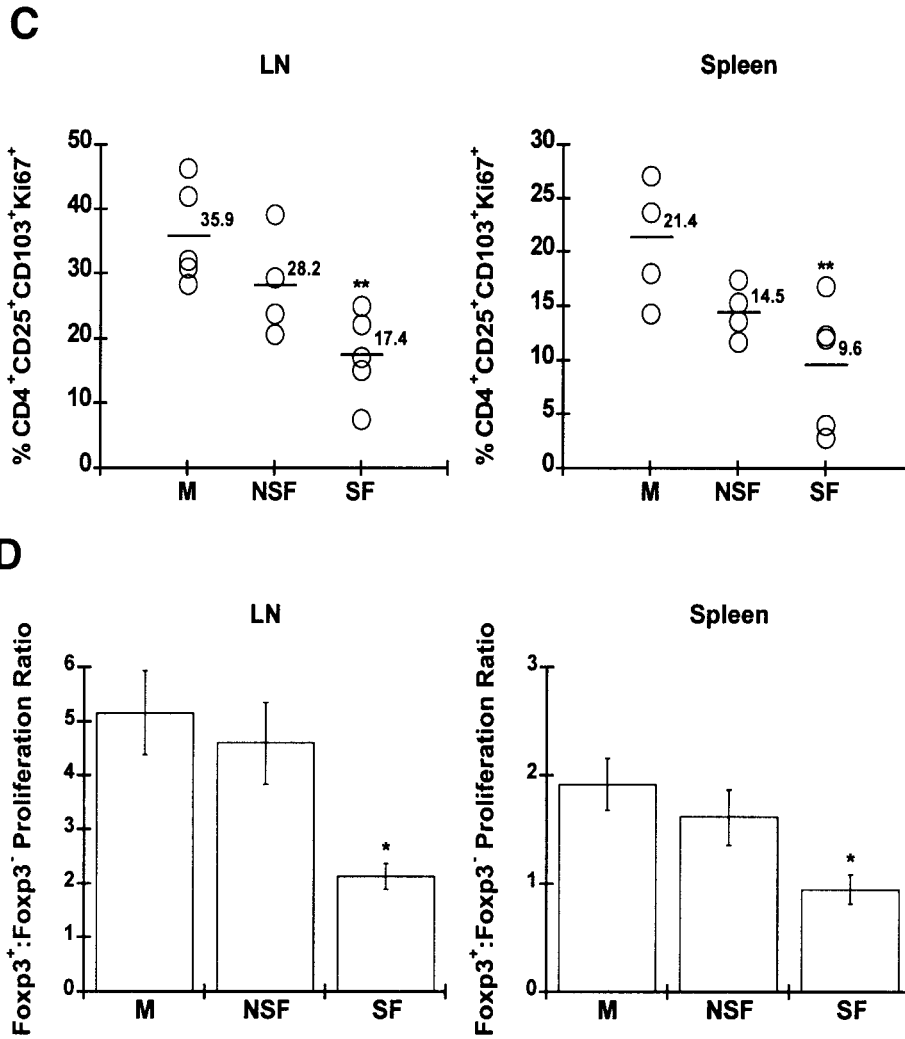 C
LN
Spleen
% CD4⁺CD25⁺CD103⁺Ki67⁺
50
40
30
20
10
0
35.9
28.2
**
17.4
M NSF SF
% CD4⁺CD25⁺CD103⁺Ki67⁺
30
25
20
15
10
5
0
21.4
14.5
**
9.6
M NSF SF
D
LN
Spleen
Foxp3⁺:Foxp3⁻ Proliferation Ratio
6
5
4
3
2
1
0
*
M NSF SF
Foxp3⁺:Foxp3⁻ Proliferation Ratio
3
2
1
0
*
M NSF SF